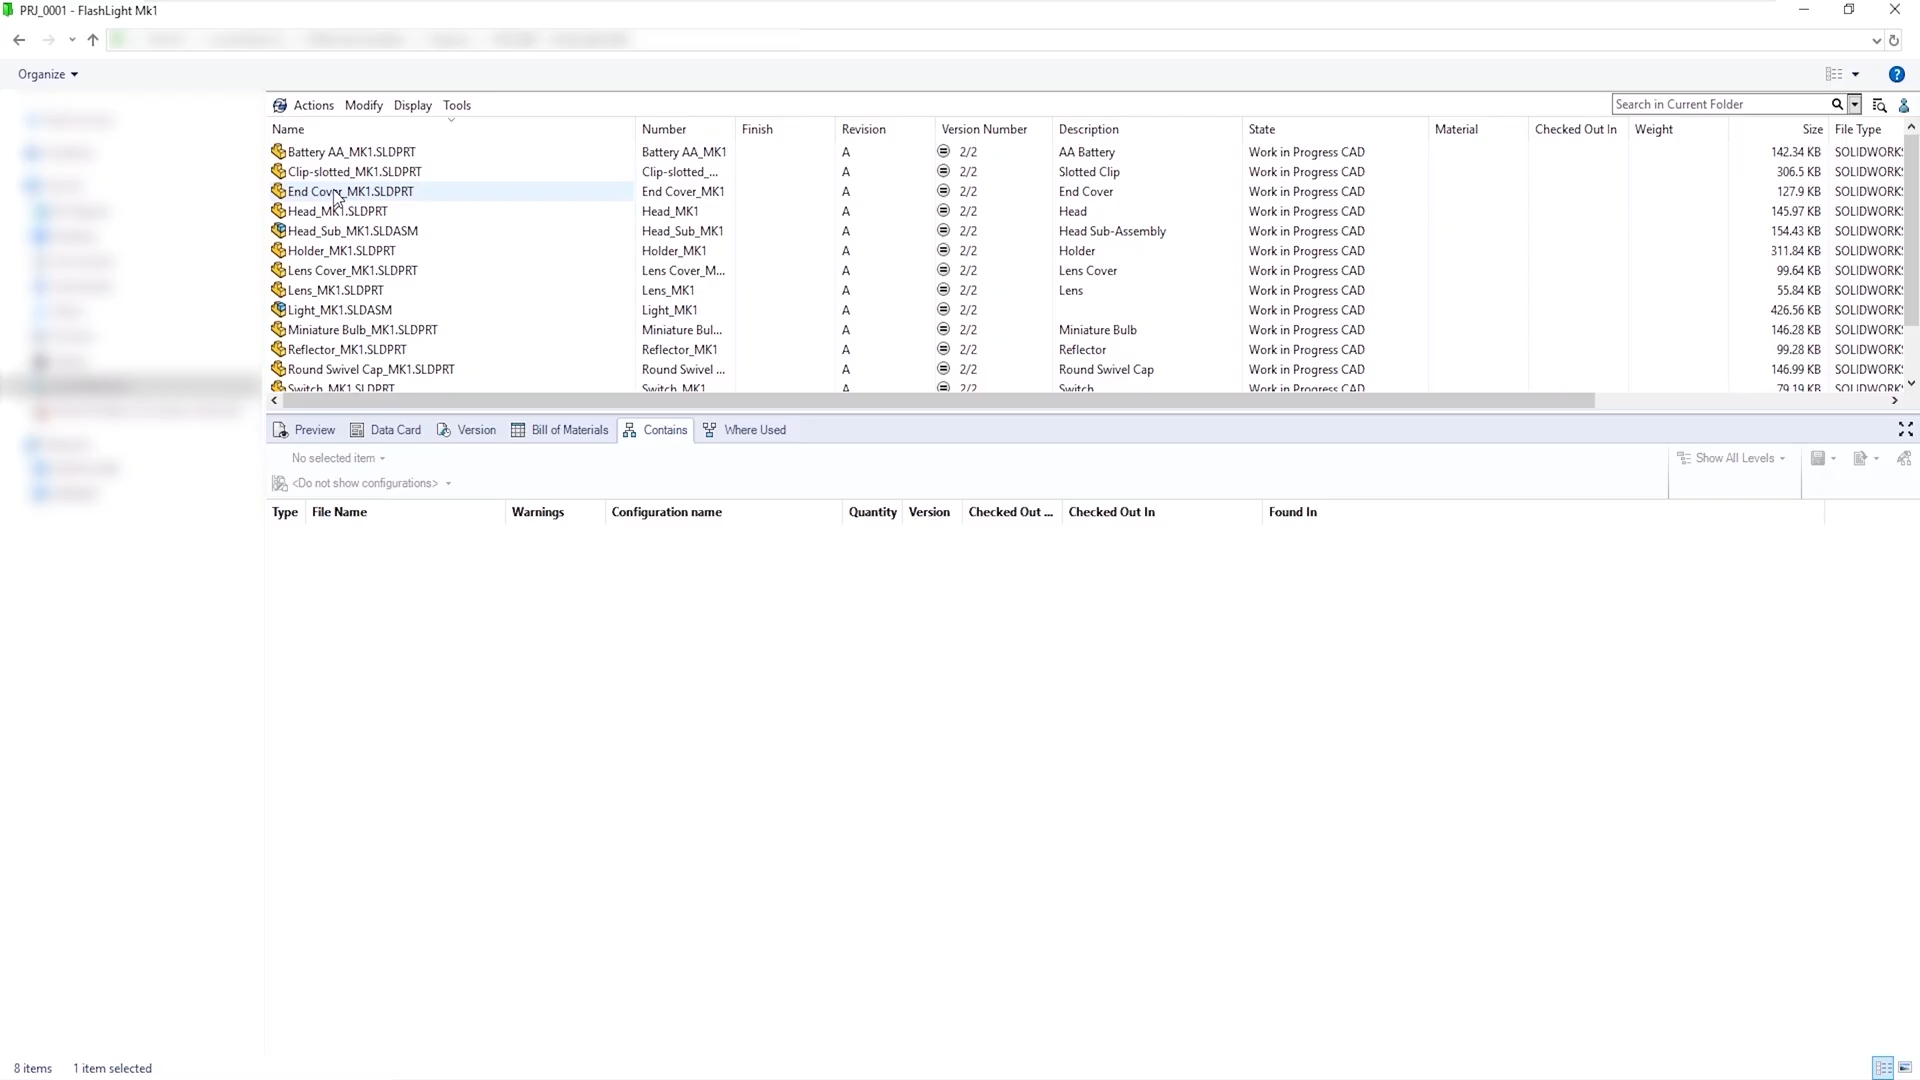 PRJ_0001 - FlashLight Mk1
Organize
Actions Modify Display Tools
Search in Current Folder
Name Number Finish Revision Version Number Description State Material Checked Out In Weight Size File Type
Battery AA_MK1.SLDPRT Battery AA_MK1 A 2/2 AA Battery Work in Progress CAD 142.34 KB SOLIDWORKS
Clip-slotted_MK1.SLDPRT Clip-slotted_... A 2/2 Slotted Clip Work in Progress CAD 306.5 KB SOLIDWORKS
End Cover_MK1.SLDPRT End Cover_MK1 A 2/2 End Cover Work in Progress CAD 127.9 KB SOLIDWORKS
Head_MK1.SLDPRT Head_MK1 A 2/2 Head Work in Progress CAD 145.97 KB SOLIDWORKS
Head_Sub_MK1.SLDASM Head_Sub_MK1 A 2/2 Head Sub-Assembly Work in Progress CAD 154.43 KB SOLIDWORKS
Holder_MK1.SLDPRT Holder_MK1 A 2/2 Holder Work in Progress CAD 311.84 KB SOLIDWORKS
Lens Cover_MK1.SLDPRT Lens Cover_M... A 2/2 Lens Cover Work in Progress CAD 99.64 KB SOLIDWORKS
Lens_MK1.SLDPRT Lens_MK1 A 2/2 Lens Work in Progress CAD 55.84 KB SOLIDWORKS
Light_MK1.SLDASM Light_MK1 A 2/2 Work in Progress CAD 426.56 KB SOLIDWORKS
Miniature Bulb_MK1.SLDPRT Miniature Bul... A 2/2 Miniature Bulb Work in Progress CAD 146.28 KB SOLIDWORKS
Reflector_MK1.SLDPRT Reflector_MK1 A 2/2 Reflector Work in Progress CAD 99.28 KB SOLIDWORKS
Round Swivel Cap_MK1.SLDPRT Round Swivel ... A 2/2 Round Swivel Cap Work in Progress CAD 146.99 KB SOLIDWORKS
Switch_MK1.SLDPRT Switch_MK1 A 2/2 Switch Work in Progress CAD 79.19 KB SOLIDWORKS
Preview Data Card Version Bill of Materials Contains Where Used
No selected item Show All Levels
<Do not show configurations>
Type File Name Warnings Configuration name Quantity Version Checked Out ... Checked Out In Found In
8 items 1 item selected